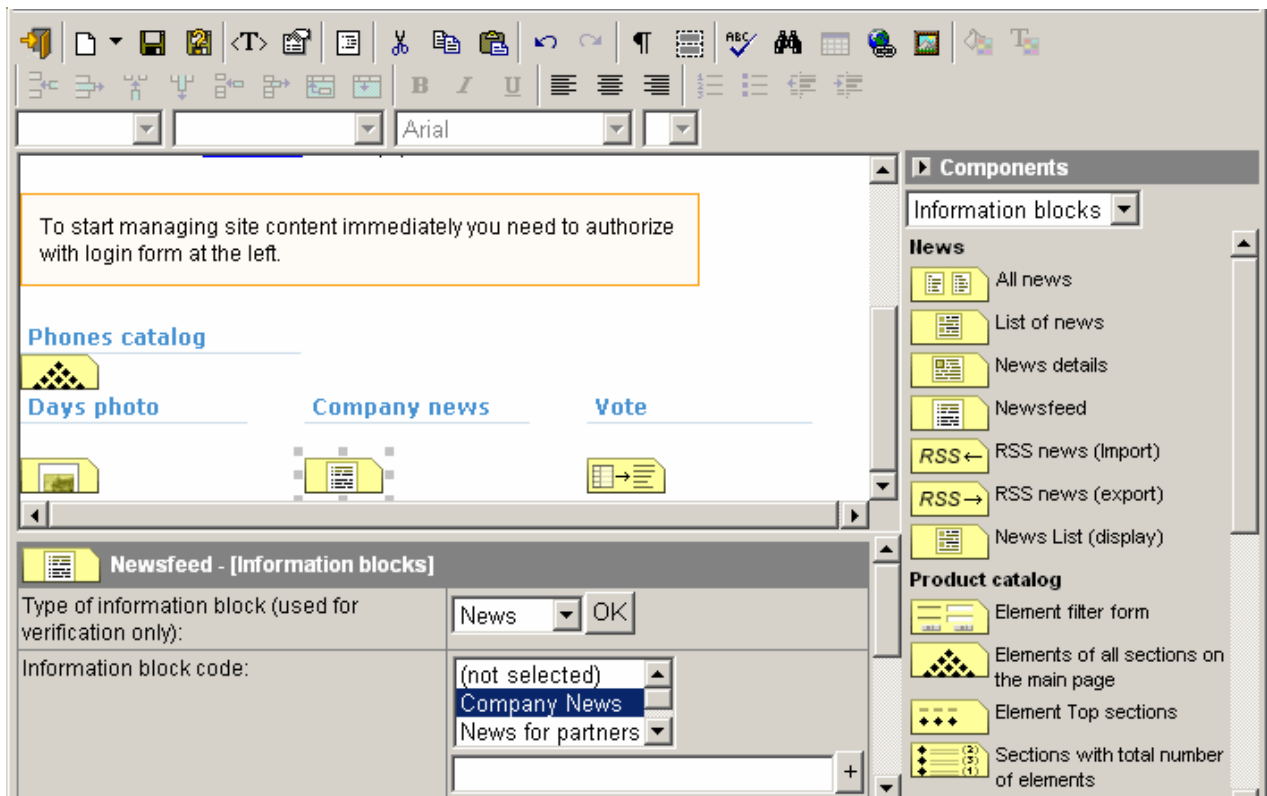 <T>
ABC
T
B I U
Arial
To start managing site content immediately you need to authorize
with login form at the left.
Phones catalog
Days photo Company news Vote
Newsfeed - [Information blocks]
Type of information block (used for
verification only):
News
OK
Information block code:
(not selected)
Company News
News for partners
+
Components
Information blocks
News
All news
List of news
News details
Newsfeed
RSS← RSS news (Import)
RSS→ RSS news (export)
News List (display)
Product catalog
Element filter form
Elements of all sections on
the main page
Element Top sections
(2)
(3)
(1)
Sections with total number
of elements